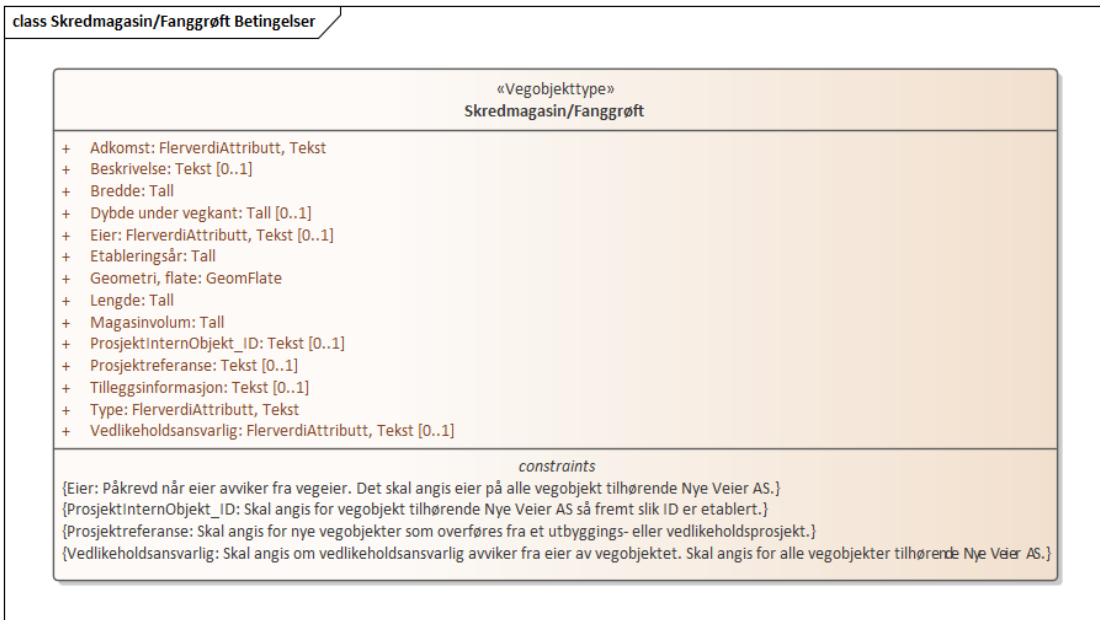 class Skredmagasin/Fanggrøft Betingelser
«Vegobjekttype»
Skredmagasin/Fanggrøft
+ Adkomst: FlerverdiAttributt, Tekst
+ Beskrivelse: Tekst [0..1]
+ Bredde: Tall
+ Dybde under vegkant: Tall [0..1]
+ Eier: FlerverdiAttributt, Tekst [0..1]
+ Etableringsår: Tall
+ Geometri, flate: GeomFlate
+ Lengde: Tall
+ Magasinvolum: Tall
+ ProsjektInternObjekt_ID: Tekst [0..1]
+ Prosjektreferanse: Tekst [0..1]
+ Tilleggsinformasjon: Tekst [0..1]
+ Type: FlerverdiAttributt, Tekst
+ Vedlikeholdsansvarlig: FlerverdiAttributt, Tekst [0..1]
constraints
{Eier: Påkrevd når eier avviker fra vegeier. Det skal angis eier på alle vegobjekt tilhørende Nye Veier AS.}
{ProsjektInternObjekt_ID: Skal angis for vegobjekt tilhørende Nye Veier AS så fremt slik ID er etablert.}
{Prosjektreferanse: Skal angis for nye vegobjekter som overføres fra et utbyggings- eller vedlikeholdsprosjekt.}
{Vedlikeholdsansvarlig: Skal angis om vedlikeholdsansvarlig avviker fra eier av vegobjektet. Skal angis for alle vegobjekter tilhørende Nye Veier AS.}